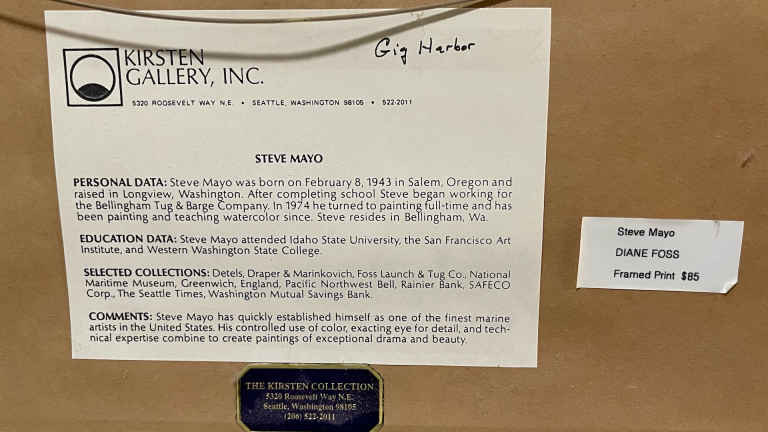 Gig Harbor
KIRSTEN
GALLERY, INC.
5320 ROOSEVELT WAY N.E. • SEATTLE, WASHINGTON 98105 • 522-2011
STEVE MAYO
PERSONAL DATA: Steve Mayo was born on February 8, 1943 in Salem, Oregon and
raised in Longview, Washington. After completing school Steve began working for
the Bellingham Tug & Barge Company. In 1974 he turned to painting full-time and has
been painting and teaching watercolor since. Steve resides in Bellingham, Wa.
EDUCATION DATA: Steve Mayo attended Idaho State University, the San Francisco Art
Institute, and Western Washington State College.
SELECTED COLLECTIONS: Detels, Draper & Marinkovich, Foss Launch & Tug Co., National
Maritime Museum, Greenwich, England, Pacific Northwest Bell, Rainier Bank, SAFECO
Corp., The Seattle Times, Washington Mutual Savings Bank.
COMMENTS: Steve Mayo has quickly established himself as one of the finest marine
artists in the United States. His controlled use of color, exacting eye for detail, and tech-
nical expertise combine to create paintings of exceptional drama and beauty.
Steve Mayo
DIANE FOSS
Framed Print $85
THE KIRSTEN COLLECTION
5320 Roosevelt Way N.E.
Seattle, Washington 98105
(206) 522-2011